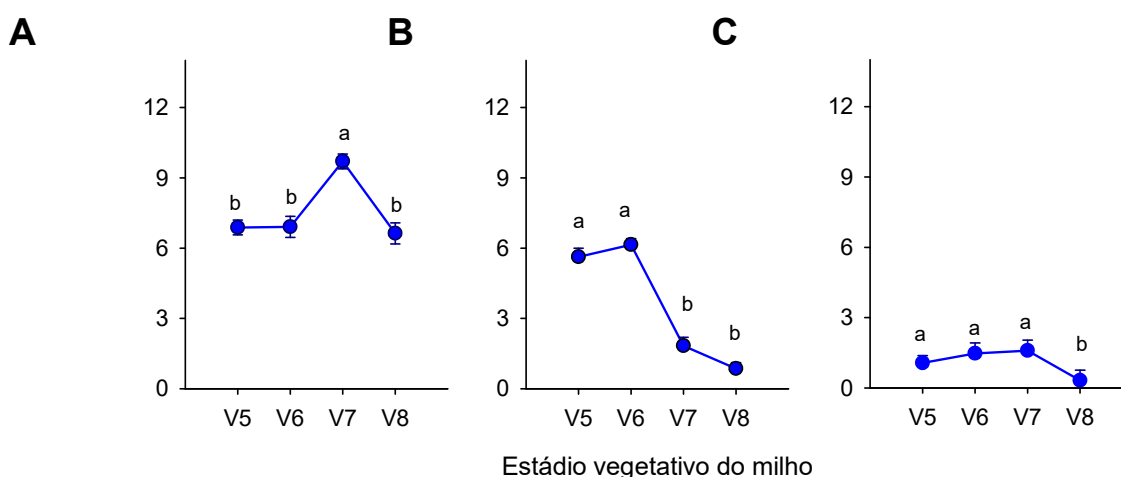 A B C
12 12 12
a
9 9 9
b b b
a a
6 6 6
b b
3 3 3
a a a b
0 0 0
V5 V6 V7 V8 V5 V6 V7 V8 V5 V6 V7 V8
Estádio vegetativo do milho